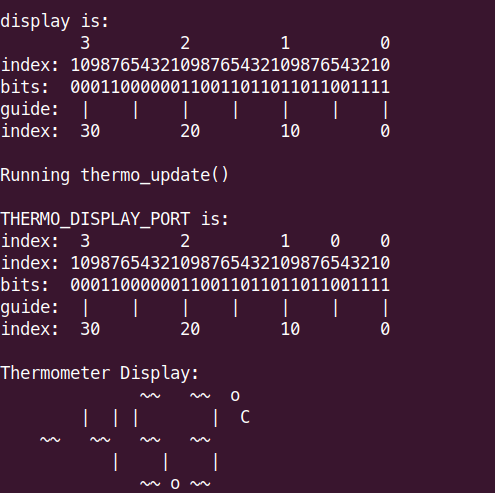 display is:
        3         2         1         0
index: 10987654321098765432109876543210
bits:  00011000000110011011011011001111
guide:  |    |    |    |    |    |    |
index:  30        20        10        0

Running thermo_update()

THERMO_DISPLAY_PORT is:
index:  3         2         1    0    0
index: 10987654321098765432109876543210
bits:  00011000000110011011011011001111
guide:  |    |    |    |    |    |    |
index:  30        20        10        0

Thermometer Display:
              ~~   ~~  o
        |  | |       |  C
    ~~   ~~   ~~   ~~
           |    |    |
              ~~ o ~~